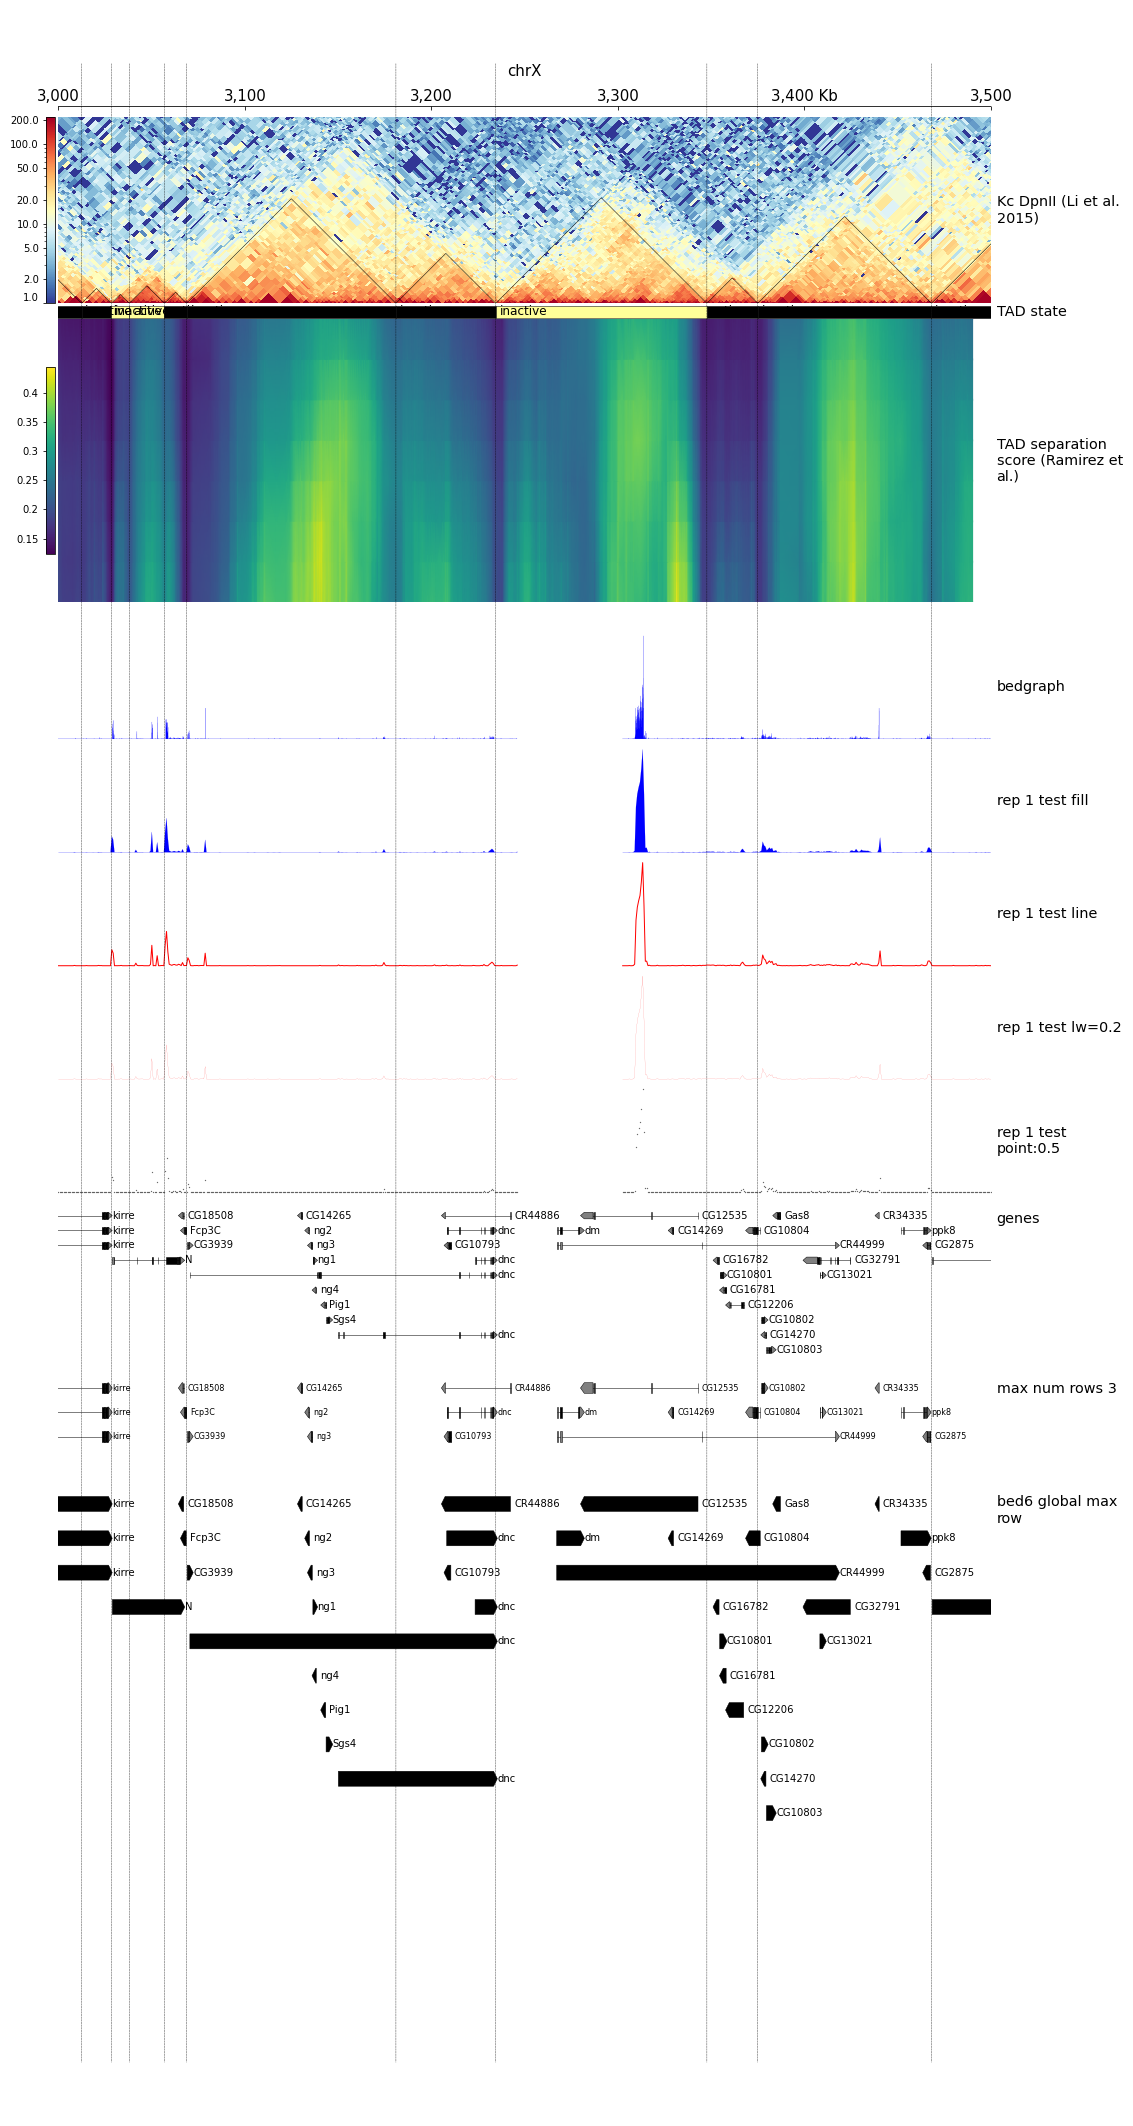 chrX
3,000 3,100 3,200 3,300 3,400 Kb 3,500
200.0
100.0
50.0
20.0
10.0
5.0
2.0
1.0
Kc DpnII (Li et al.
2015)
inactive
TAD state
0.4
0.35
0.3
0.25
0.2
0.15
TAD separation
score (Ramirez et
al.)
bedgraph
rep 1 test fill
rep 1 test line
rep 1 test lw=0.2
rep 1 test
point:0.5
genes
kirre CG18508 CG14265 CR44886 CG12535 Gas8 CR34335
kirre Fcp3C ng2 dnc dm CG14269 CG10804 ppk8
kirre CG3939 ng3 CG10793 CR44999 CG2875
N ng1 dnc CG16782 CG32791
dnc CG10801 CG13021
ng4 CG16781
Pig1 CG12206
Sgs4 CG10802
dnc CG14270
CG10803
max num rows 3
kirre CG18508 CG14265 CR44886 CG12535 CG10802 CR34335
kirre Fcp3C ng2 dnc dm CG14269 CG10804 CG13021 ppk8
kirre CG3939 ng3 CG10793 CR44999 CG2875
bed6 global max
row
kirre CG18508 CG14265 CR44886 CG12535 Gas8 CR34335
kirre Fcp3C ng2 dnc dm CG14269 CG10804 ppk8
kirre CG3939 ng3 CG10793 CR44999 CG2875
N ng1 dnc CG16782 CG32791
dnc CG10801 CG13021
ng4 CG16781
Pig1 CG12206
Sgs4 CG10802
dnc CG14270
CG10803